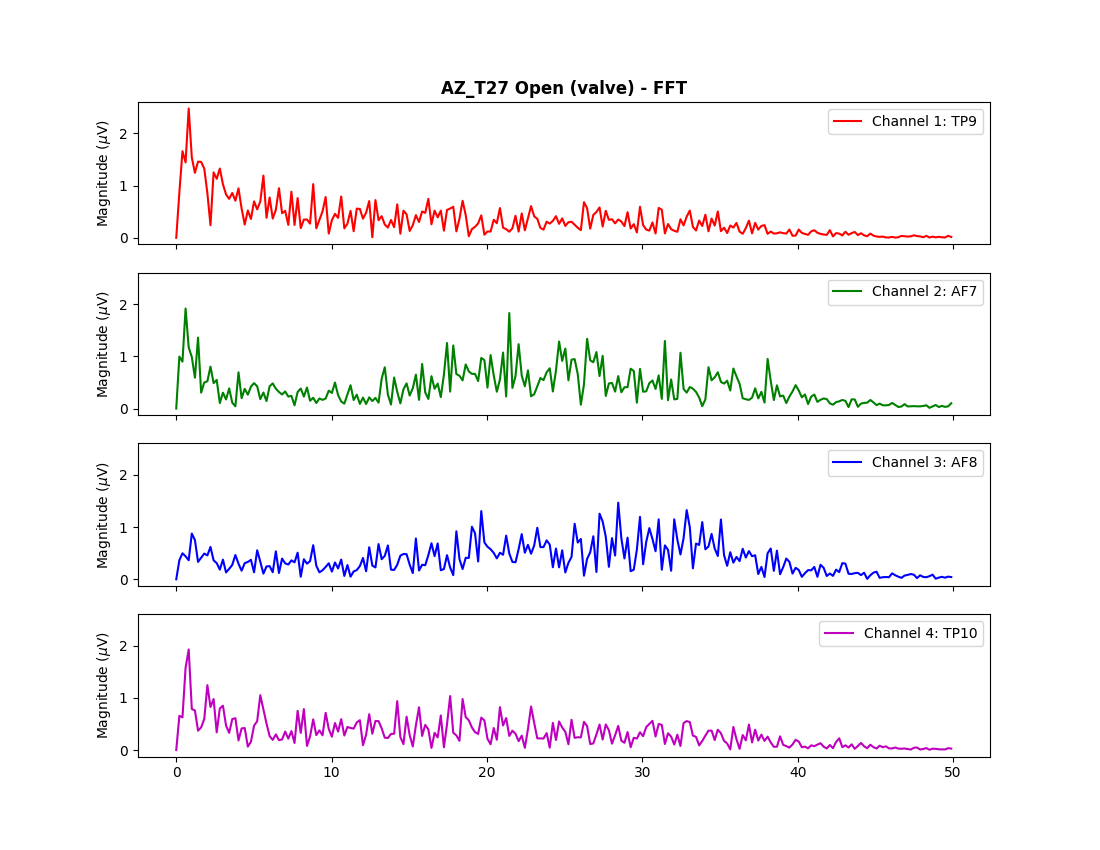 AZ_T27 Open (valve) - FFT
Magnitude (μV)
2
1
0
Channel 1: TP9
Magnitude (μV)
2
1
0
Channel 2: AF7
Magnitude (μV)
2
1
0
Channel 3: AF8
Magnitude (μV)
2
1
0
Channel 4: TP10
0 10 20 30 40 50